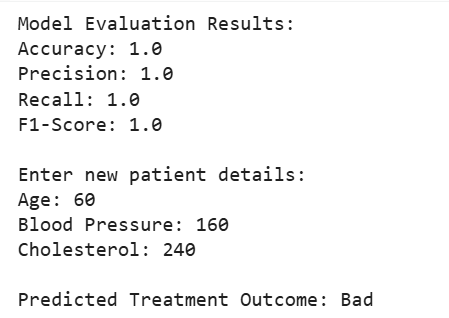 Model Evaluation Results:
Accuracy: 1.0
Precision: 1.0
Recall: 1.0
F1-Score: 1.0
Enter new patient details:
Age: 60
Blood Pressure: 160
Cholesterol: 240
Predicted Treatment Outcome: Bad